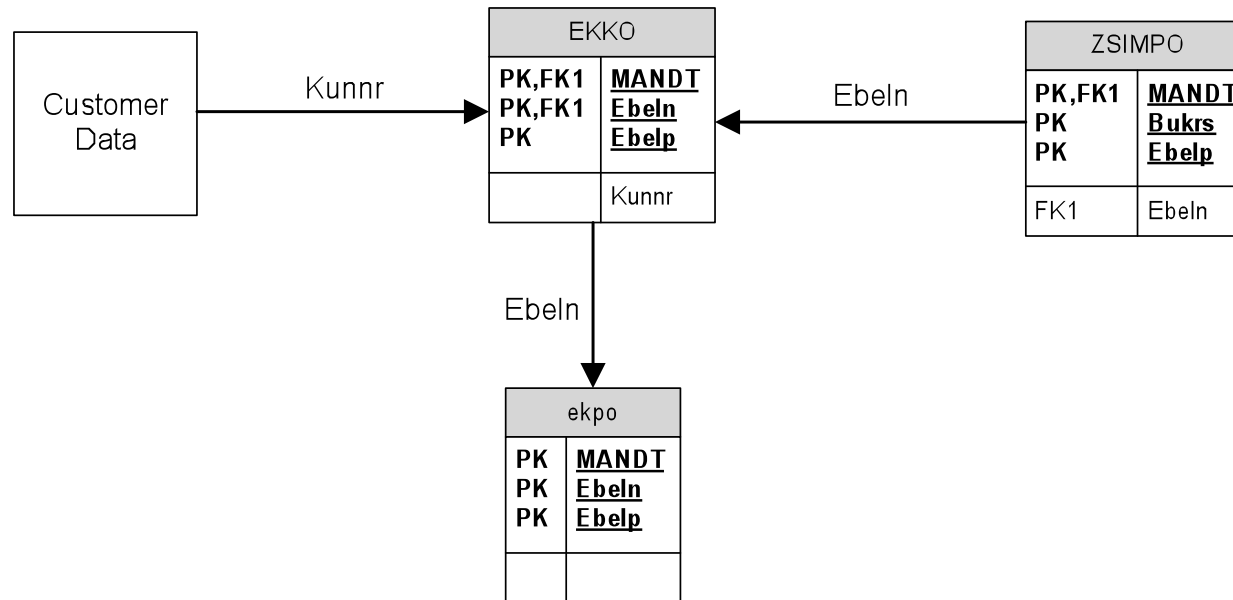 Customer
Data
Kunnr
EKKO
PK,FK1 MANDT
PK,FK1 Ebeln
PK Ebelp
Kunnr
Ebeln
ZSIMPO
PK,FK1 MANDT
PK Bukrs
PK Ebelp
FK1 Ebeln
Ebeln
ekpo
PK MANDT
PK Ebeln
PK Ebelp